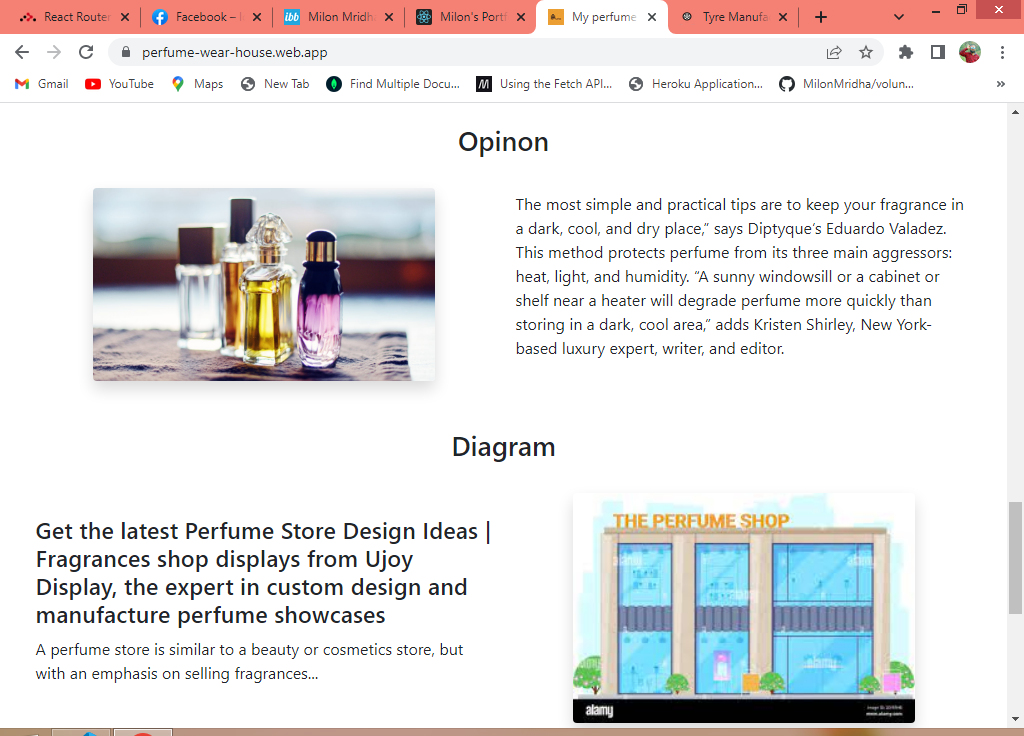 React Router
Facebook –
ibb
Milon Mridh
Milon's Portf
My perfume
Tyre Manufa
perfume-wear-house.web.app
Gmail
YouTube
Maps
New Tab
Find Multiple Docu...
Using the Fetch API...
Heroku Application...
MilonMridha/volun...
Opinon
The most simple and practical tips are to keep your fragrance in
a dark, cool, and dry place,” says Diptyque’s Eduardo Valadez.
This method protects perfume from its three main aggressors:
heat, light, and humidity. “A sunny windowsill or a cabinet or
shelf near a heater will degrade perfume more quickly than
storing in a dark, cool area,” adds Kristen Shirley, New York-
based luxury expert, writer, and editor.
Diagram
Get the latest Perfume Store Design Ideas |
Fragrances shop displays from Ujoy
Display, the expert in custom design and
manufacture perfume showcases
A perfume store is similar to a beauty or cosmetics store, but
with an emphasis on selling fragrances...
THE PERFUME SHOP
alamy
alamy
www.alamy.com